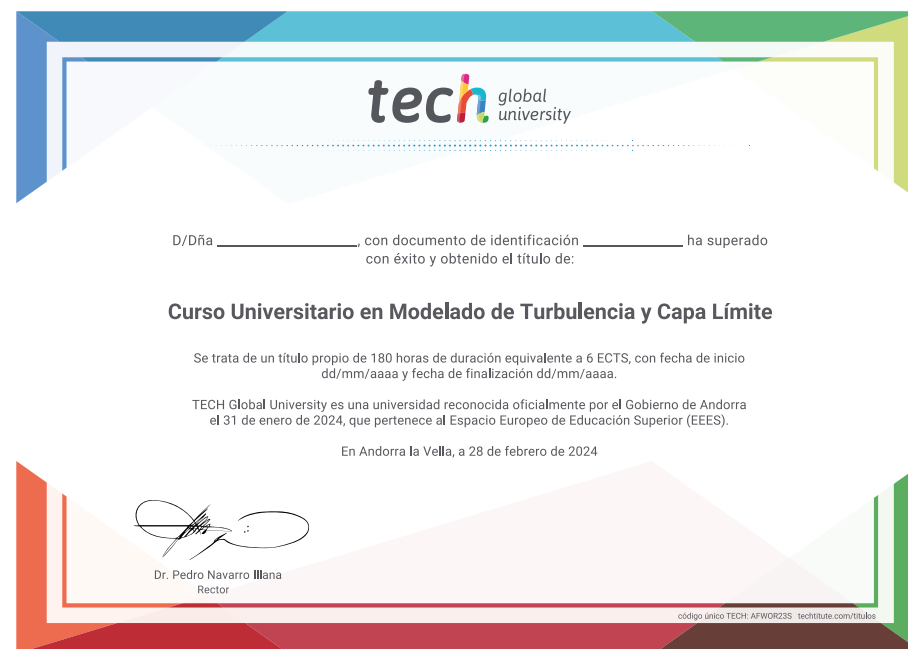 tech global university
D/Dña ____________________, con documento de identificación ______________ ha superado
con éxito y obtenido el título de:
Curso Universitario en Modelado de Turbulencia y Capa Límite
Se trata de un título propio de 180 horas de duración equivalente a 6 ECTS, con fecha de inicio
dd/mm/aaaa y fecha de finalización dd/mm/aaaa.
TECH Global University es una universidad reconocida oficialmente por el Gobierno de Andorra
el 31 de enero de 2024, que pertenece al Espacio Europeo de Educación Superior (EEES).
En Andorra la Vella, a 28 de febrero de 2024
Dr. Pedro Navarro Illana
Rector
código único TECH: AFWOR23S techtitute.com/titulos